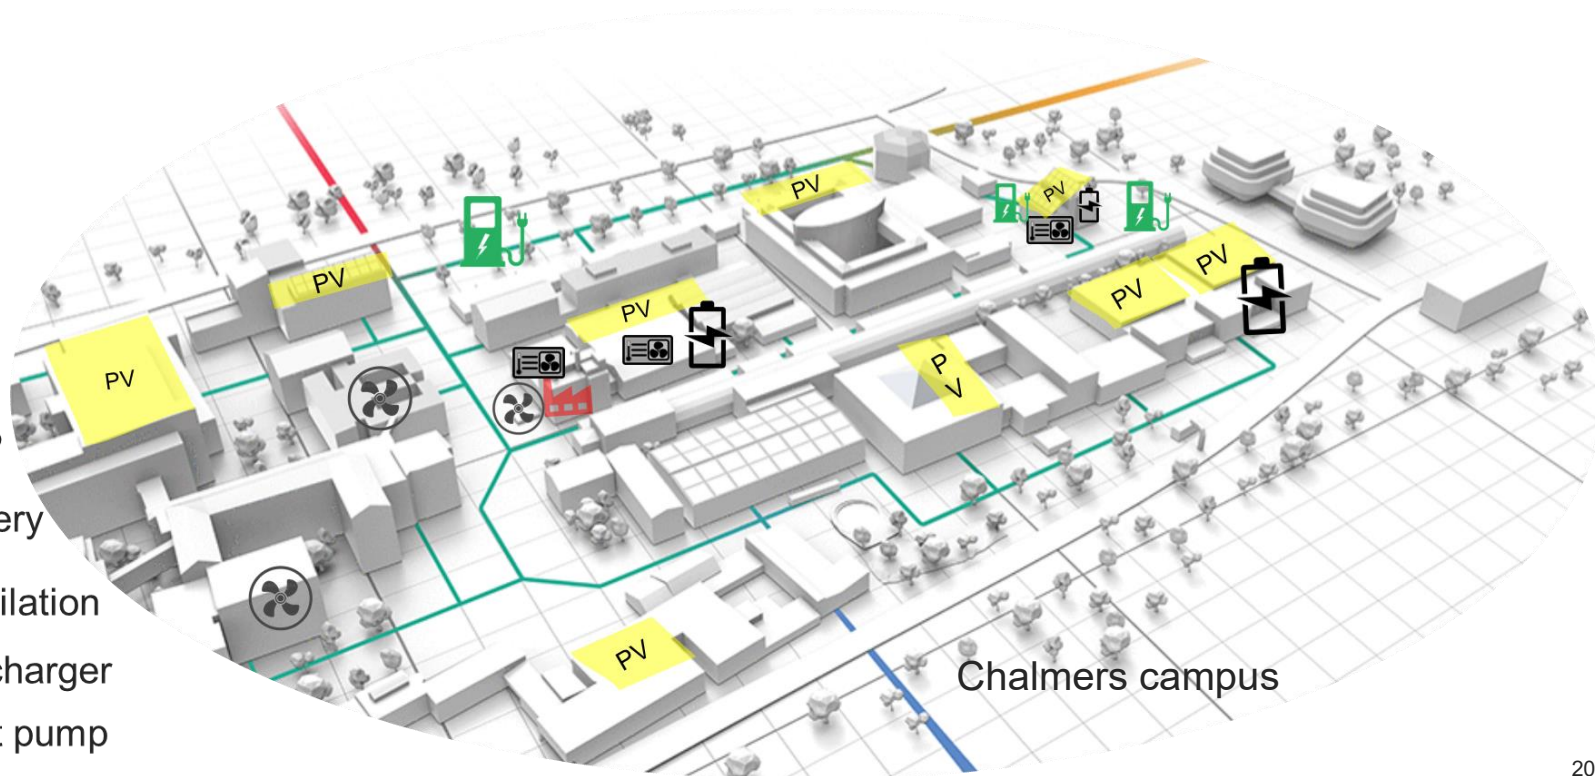 PV
PV
PV
PV
PV
PV
PV
P
V
PV
PV
ery
ilation
charger
t pump
Chalmers campus
20